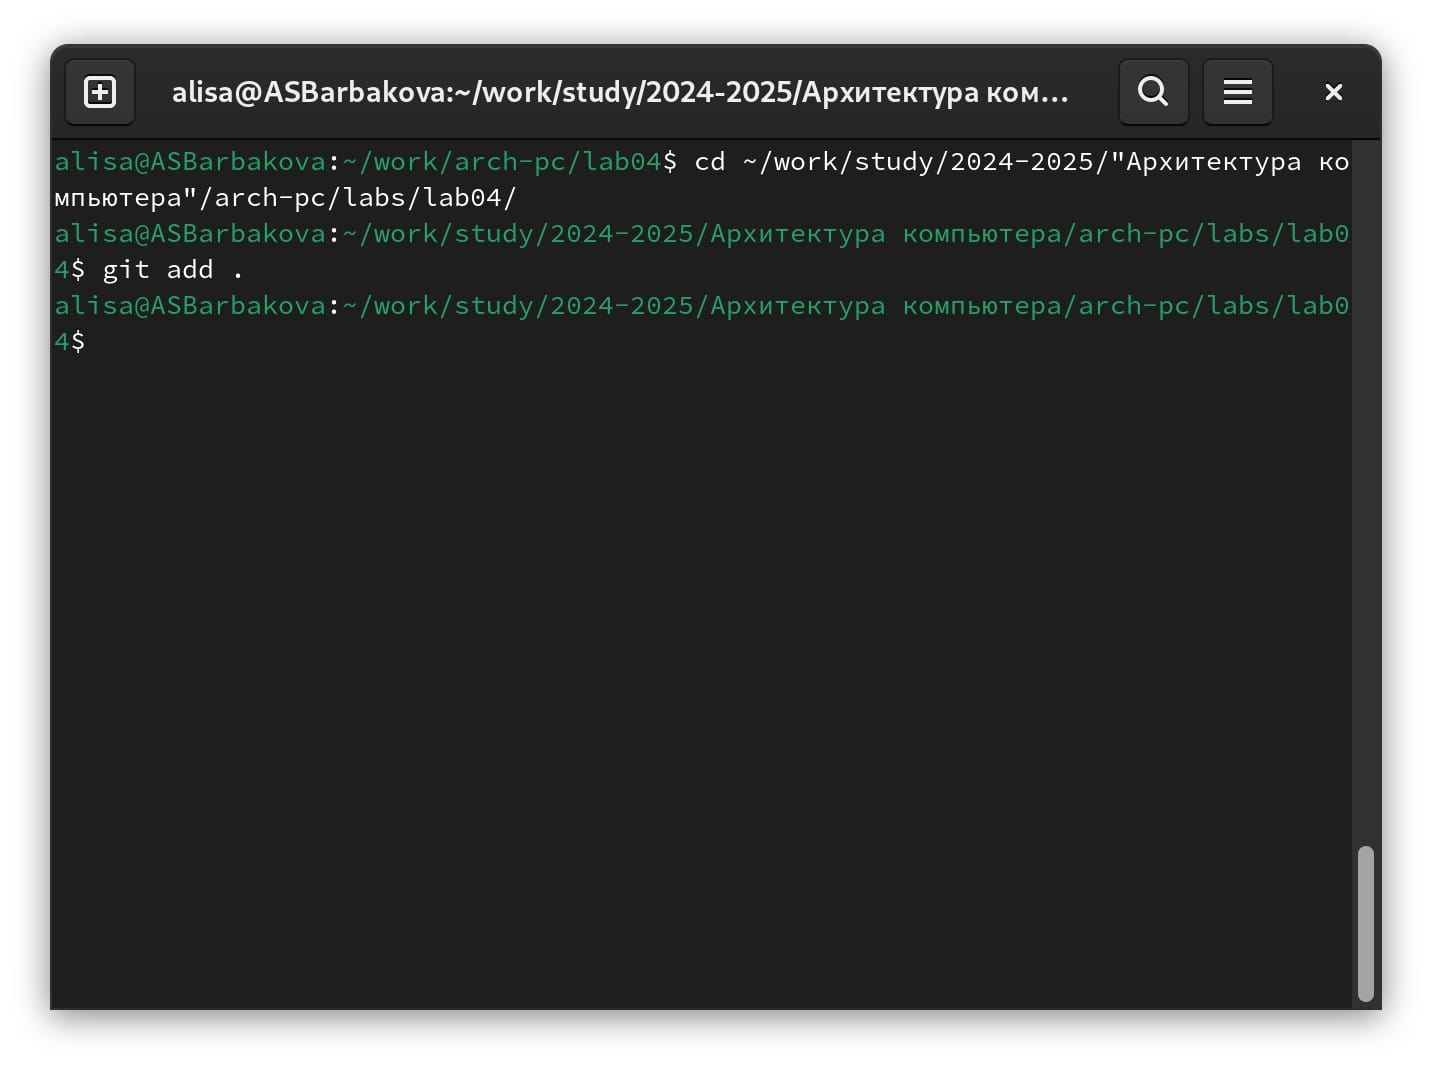 alisa@ASBarbakova:~/work/study/2024-2025/Архитектура ком…
alisa@ASBarbakova:~/work/arch-pc/lab04$ cd ~/work/study/2024-2025/"Архитектура ко
мпьютера"/arch-pc/labs/lab04/
alisa@ASBarbakova:~/work/study/2024-2025/Архитектура компьютера/arch-pc/labs/lab0
4$ git add .
alisa@ASBarbakova:~/work/study/2024-2025/Архитектура компьютера/arch-pc/labs/lab0
4$